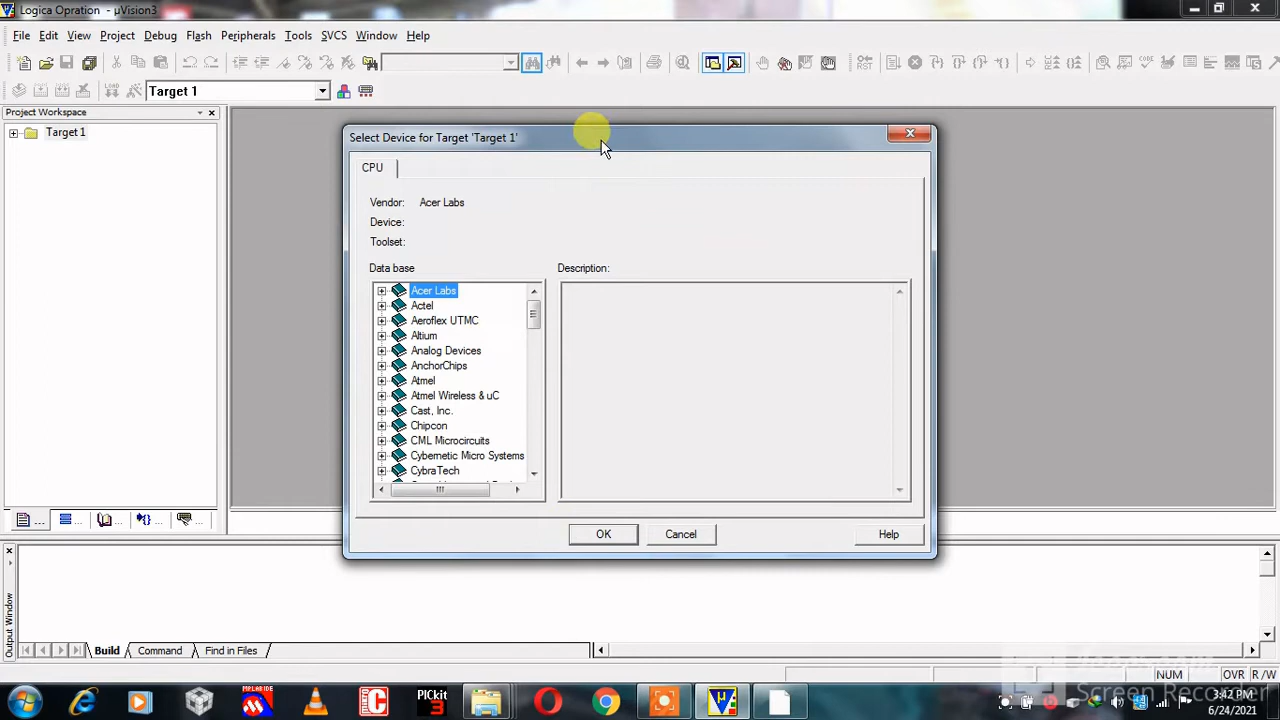 Logica Opration - µVision3
File Edit View Project Debug Flash Peripherals Tools SVCS Window Help
LOAD Target 1
Project Workspace
Target 1
Select Device for Target 'Target 1'
CPU
Vendor: Acer Labs
Device:
Toolset:
Data base
Description:
Acer Labs
Actel
Aeroflex UTMC
Altium
Analog Devices
AnchorChips
Atmel
Atmel Wireless & uC
Cast, Inc.
Chipcon
CML Microcircuits
Cybernetic Micro Systems
CybraTech
OK Cancel Help
Output Window
Build Command Find in Files
NUM OVR R/W
Screen Recorder
MPLAB IDE
PICkit 3
3:42 PM
6/24/2021